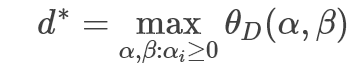 d* = max θ_D(α, β)
α,β:α_i≥0